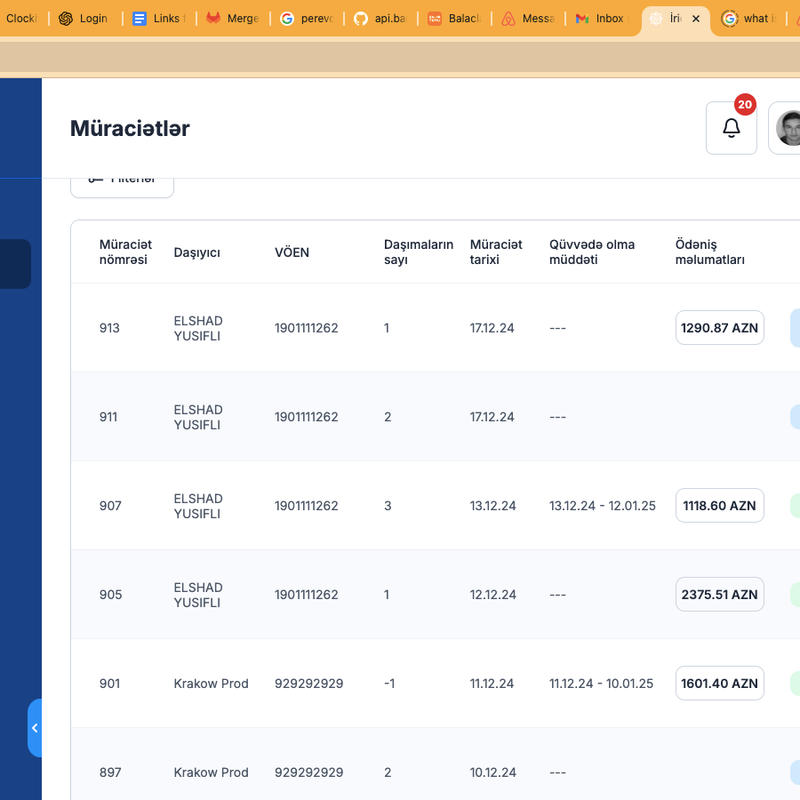 Clocki
Login
Links
Merge
perevo
api.ba
Balacl
Messa
Inbox
İri
what i
Müraciətlər
20
Filterlər
Müraciət
nömrəsi
Daşıyıcı
VÖEN
Daşımaların
sayı
Müraciət
tarixi
Qüvvədə olma
müddəti
Ödəniş
məlumatları
913
ELSHAD
YUSIFLI
1901111262
1
17.12.24
---
1290.87 AZN
911
ELSHAD
YUSIFLI
1901111262
2
17.12.24
---
907
ELSHAD
YUSIFLI
1901111262
3
13.12.24
13.12.24 - 12.01.25
1118.60 AZN
905
ELSHAD
YUSIFLI
1901111262
1
12.12.24
---
2375.51 AZN
901
Krakow Prod
929292929
-1
11.12.24
11.12.24 - 10.01.25
1601.40 AZN
897
Krakow Prod
929292929
2
10.12.24
---